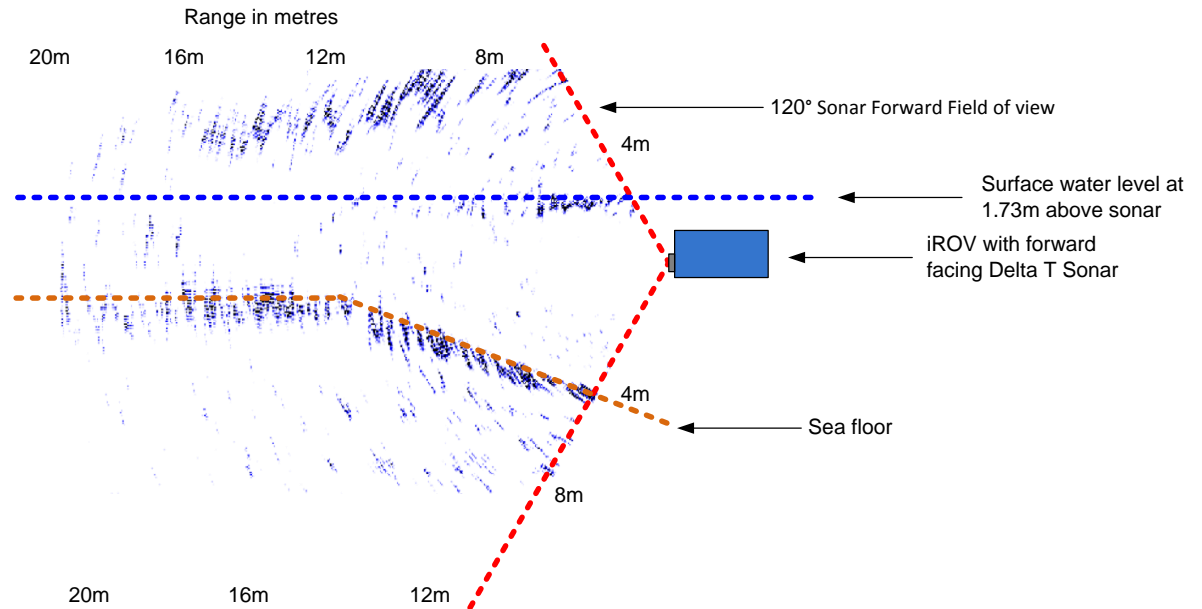 Range in metres
20m
16m
12m
8m
120° Sonar Forward Field of view
4m
Surface water level at
1.73m above sonar
iROV with forward
facing Delta T Sonar
4m
Sea floor
8m
20m
16m
12m